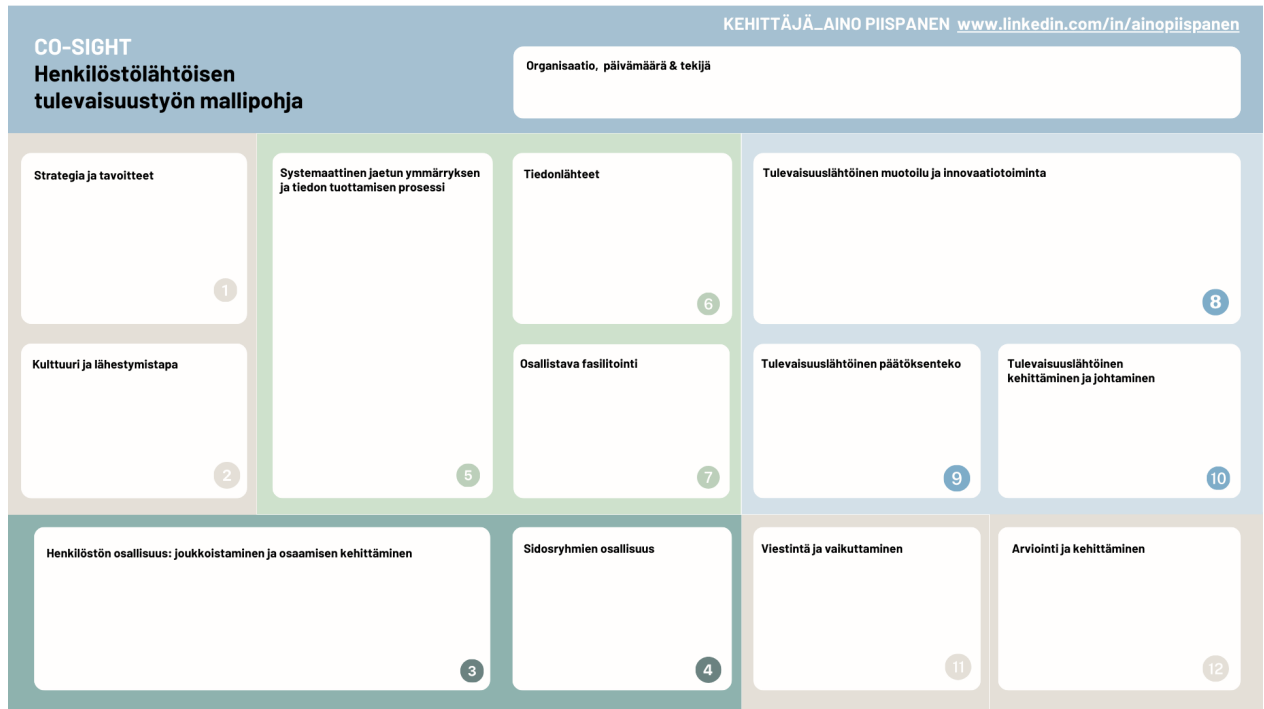 KEHITTÄJÄ_AINO PIISPANEN www.linkedin.com/in/ainopiispanen
CO-SIGHT
Henkilöstölähtöisen
tulevaisuustyön mallipohja
Organisaatio, päivämäärä & tekijä
Strategia ja tavoitteet
1
Kulttuuri ja lähestymistapa
2
Systemaattinen jaetun ymmärryksen
ja tiedon tuottamisen prosessi
5
Tiedonlähteet
6
Osallistava fasilitointi
7
Tulevaisuuslähtöinen muotoilu ja innovaatiotoiminta
8
Tulevaisuuslähtöinen päätöksenteko
9
Tulevaisuuslähtöinen
kehittäminen ja johtaminen
10
Henkilöstön osallisuus: joukkoistaminen ja osaamisen kehittäminen
3
Sidosryhmien osallisuus
4
Viestintä ja vaikuttaminen
11
Arviointi ja kehittäminen
12